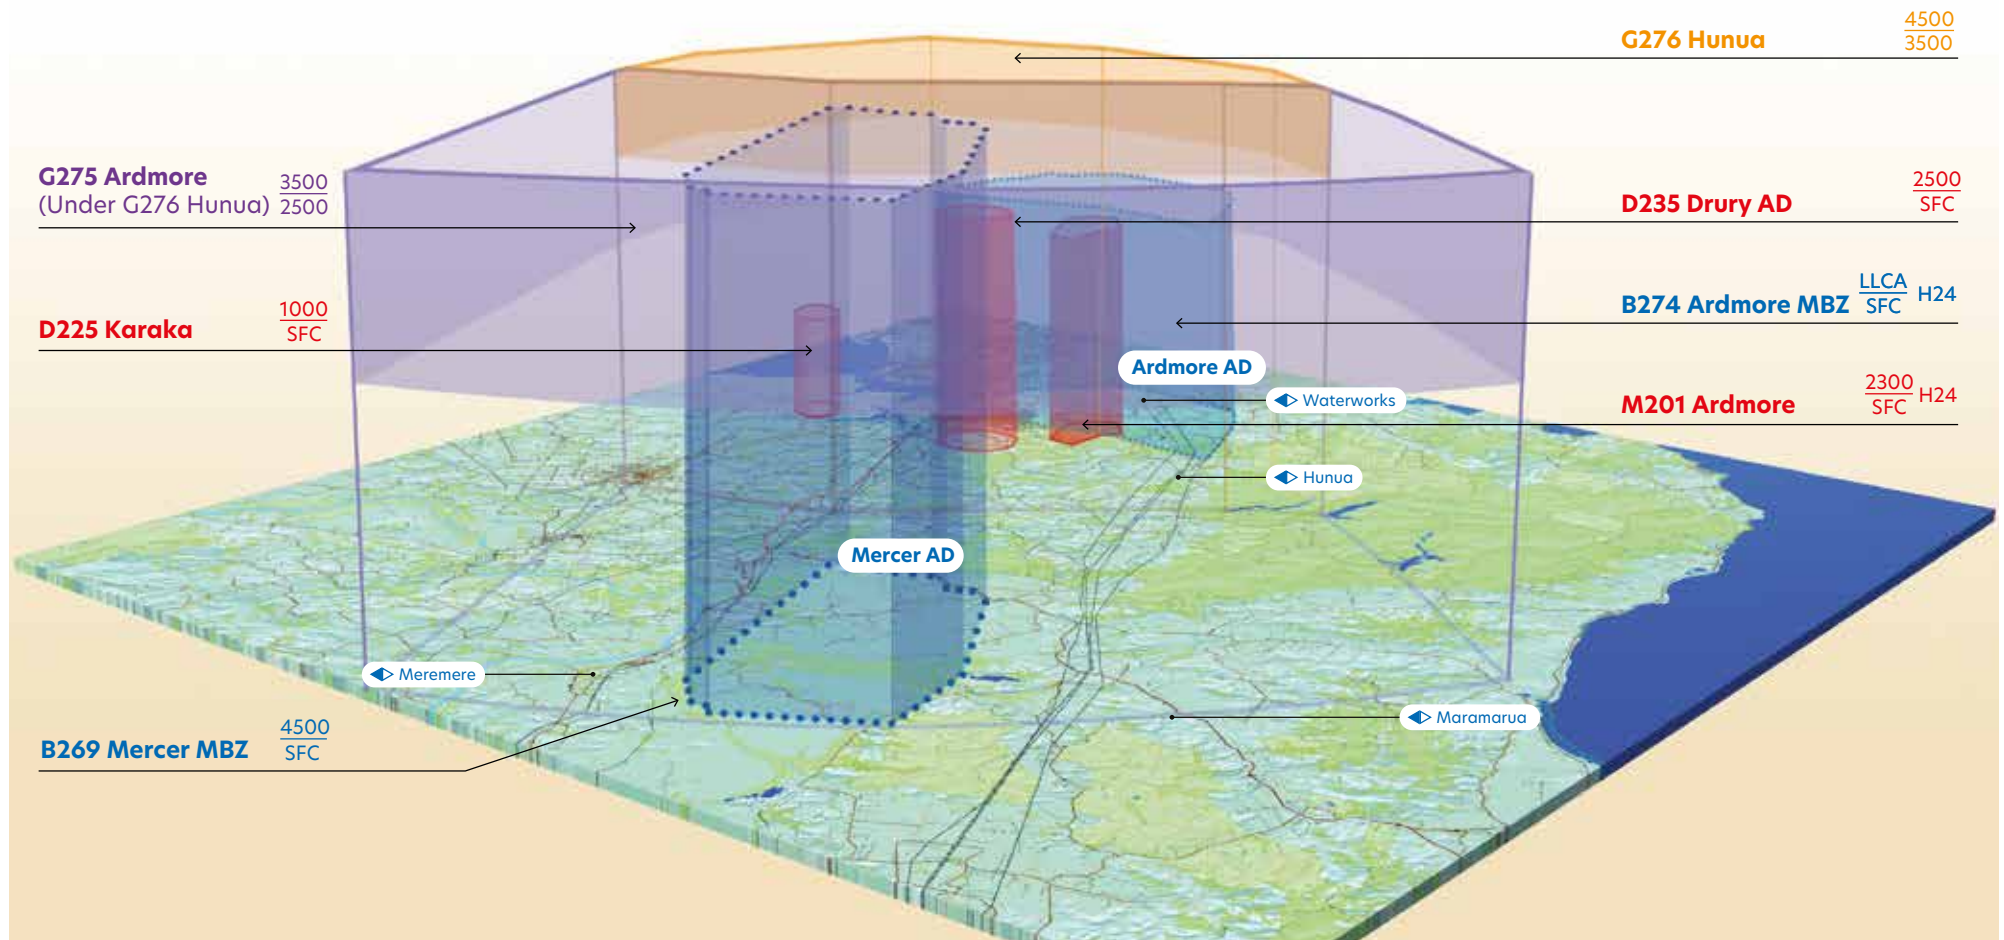 G276 Hunua 4500
3500
G275 Ardmore 3500
(Under G276 Hunua) 2500
D235 Drury AD 2500
SFC
D225 Karaka 1000
SFC
B274 Ardmore MBZ LLCA H24
SFC
Ardmore AD
Waterworks
M201 Ardmore 2300 H24
SFC
Hunua
Mercer AD
Meremere
Maramarua
B269 Mercer MBZ 4500
SFC